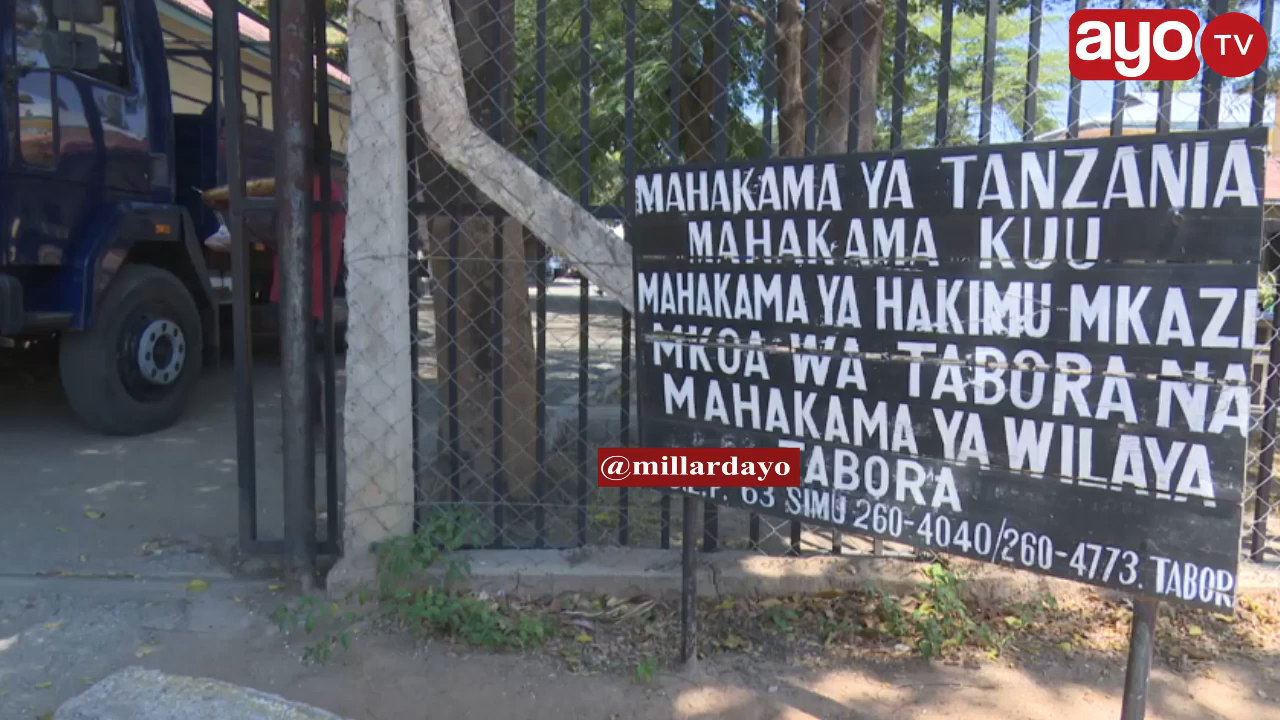 ayo TV
MAHAKAMA YA TANZANIA
MAHAKAMA KUU
MAHAKAMA YA HAKIMU MKAZI
MKOA WA TABORA NA
MAHAKAMA YA WILAYA
TABORA
@millardayo
63 SIMU 260-4040/260-4773. TABOR